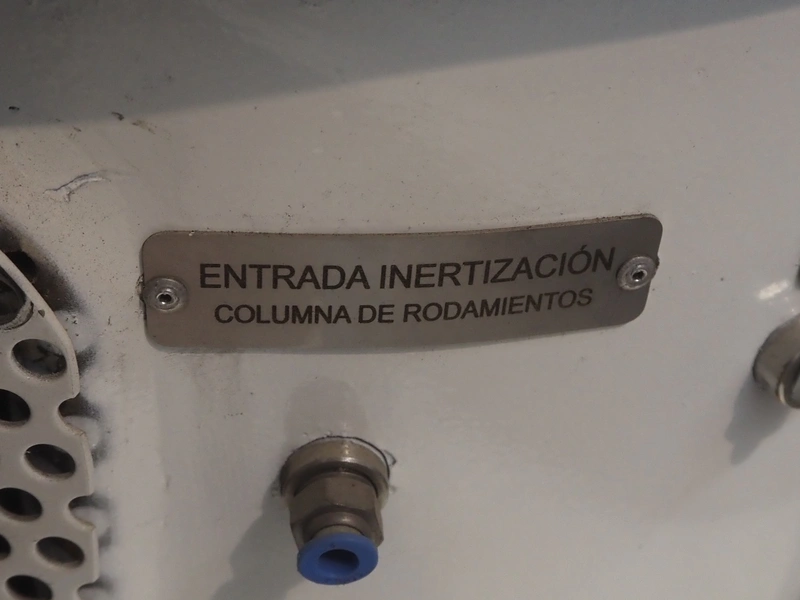 ENTRADA INERTIZACIÓN
COLUMNA DE RODAMIENTOS